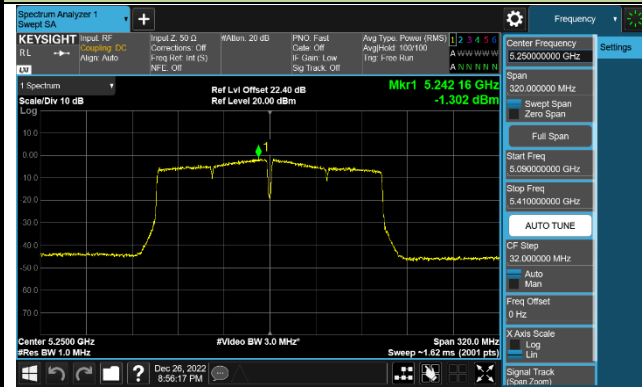 Spectrum Analyzer 1
Swept SA
Frequency
KEYSIGHT
RL
LXI
Input: RF
Coupling: DC
Align: Auto
Input Z: 50 Ω
Corrections: Off
Freq Ref: Int (S)
NFE: Off
#Atten: 20 dB
PNO: Fast
Gate: Off
IF Gain: Low
Sig Track: Off
Avg Type: Power (RMS)
Avg|Hold: 100/100
Trig: Free Run
1 2 3 4 5 6
A W W W W W
A N N N N N
1 Spectrum
Scale/Div 10 dB
Log
Ref Lvl Offset 22.40 dB
Ref Level 20.00 dBm
Mkr1 5.242 16 GHz
-1.302 dBm
1
10.0
0.00
-10.0
-20.0
-30.0
-40.0
-50.0
-60.0
-70.0
Center 5.2500 GHz
#Res BW 1.0 MHz
#Video BW 3.0 MHz*
Span 320.0 MHz
Sweep ~1.62 ms (2001 pts)
Center Frequency
5.250000000 GHz
Settings
Span
320.000000 MHz
Swept Span
Zero Span
Full Span
Start Freq
5.090000000 GHz
Stop Freq
5.410000000 GHz
AUTO TUNE
CF Step
32.000000 MHz
Auto
Man
Freq Offset
0 Hz
X Axis Scale
Log
Lin
Signal Track
(Span Zoom)
?
Dec 26, 2022
8:56:17 PM